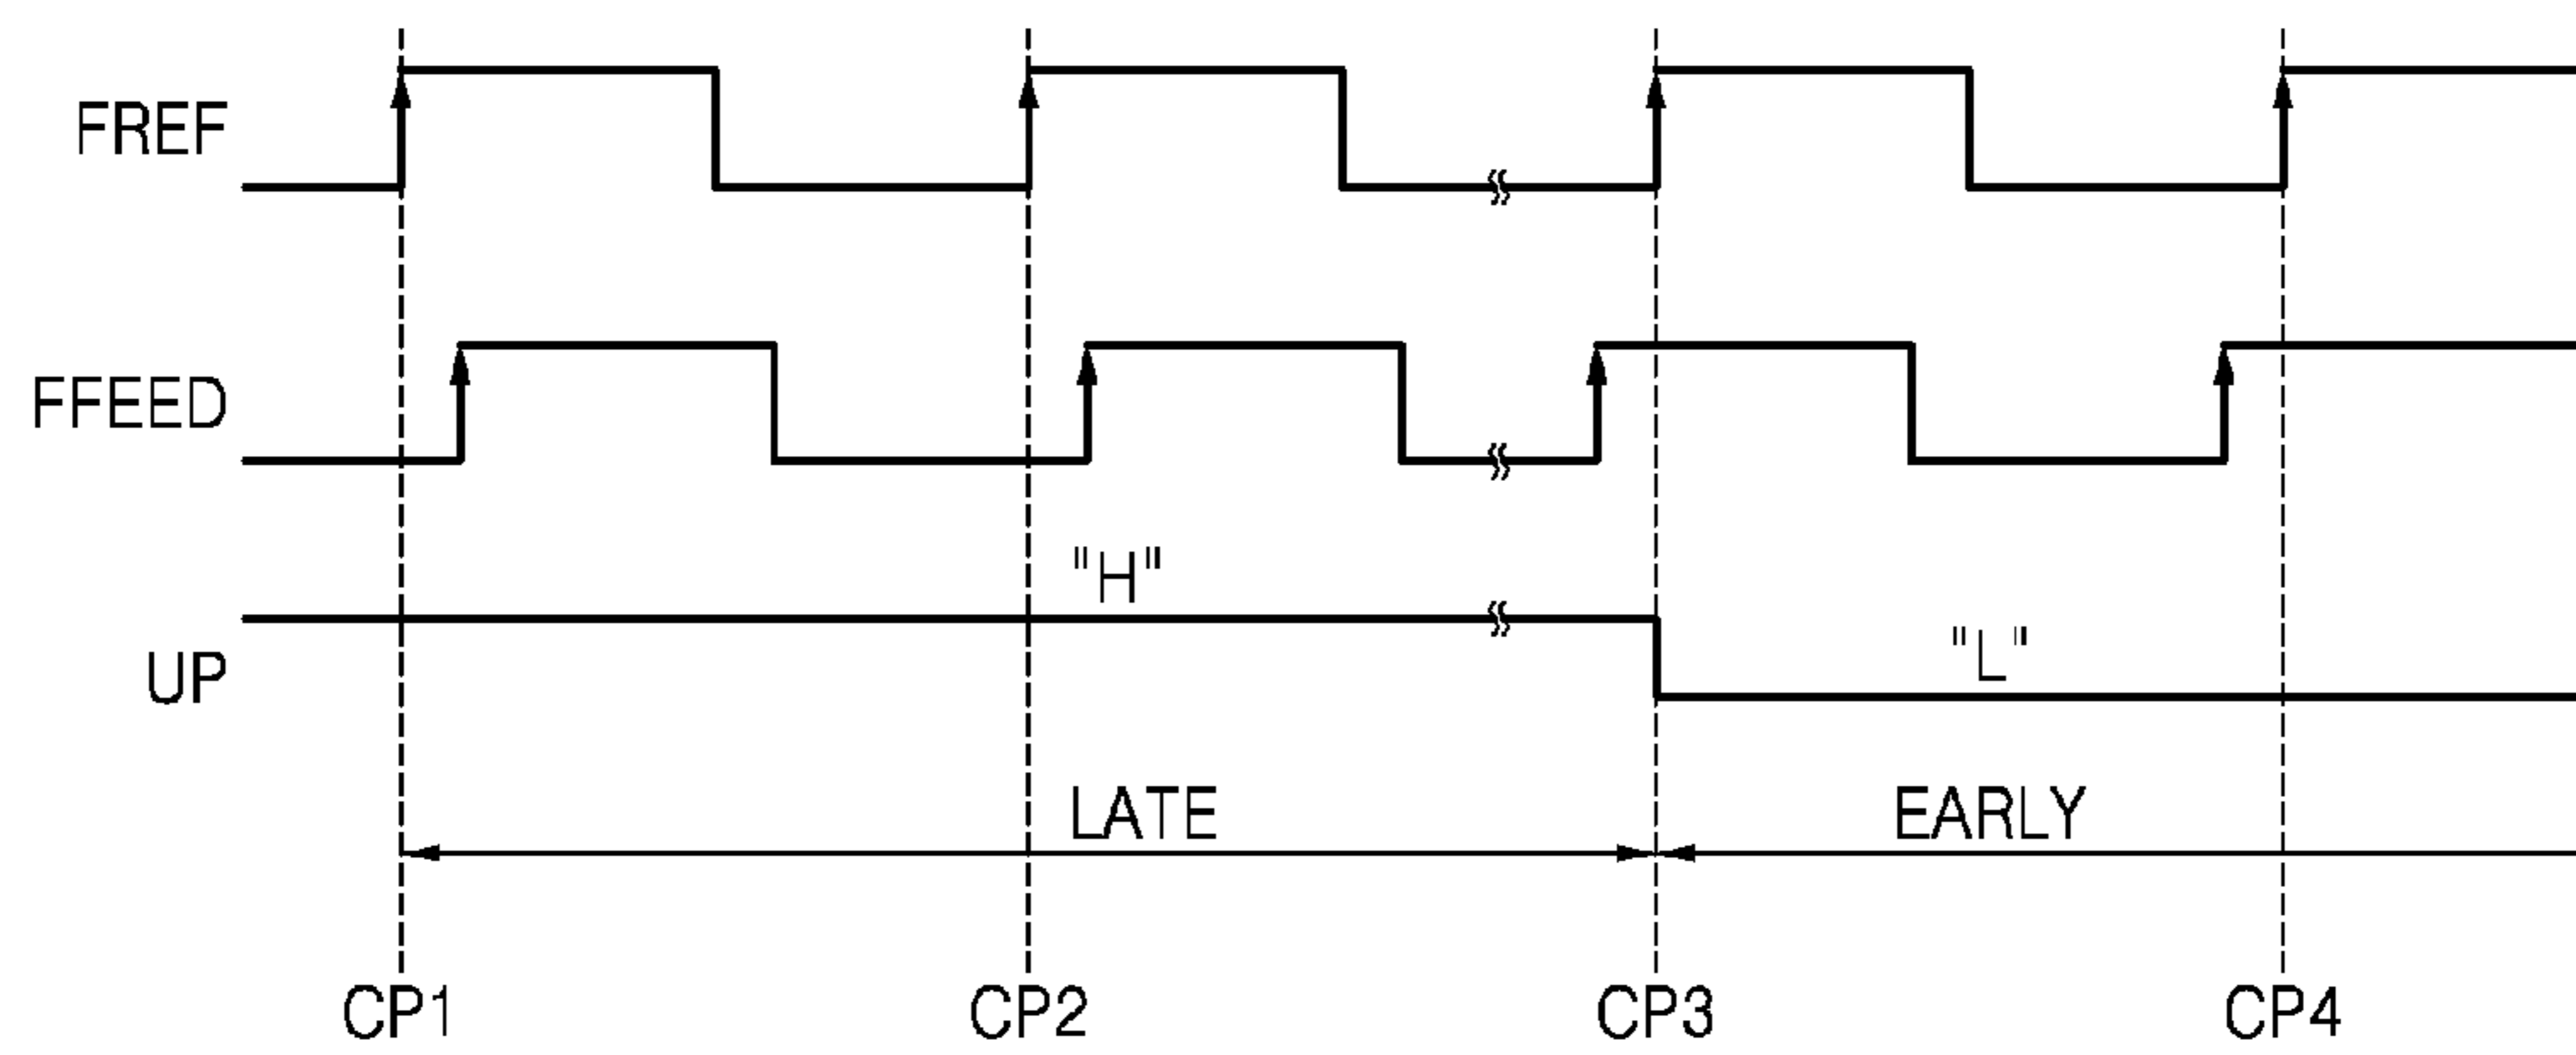 FREF
FFEED
"H"
UP
"L"
LATE
EARLY
CP1
CP2
CP3
CP4